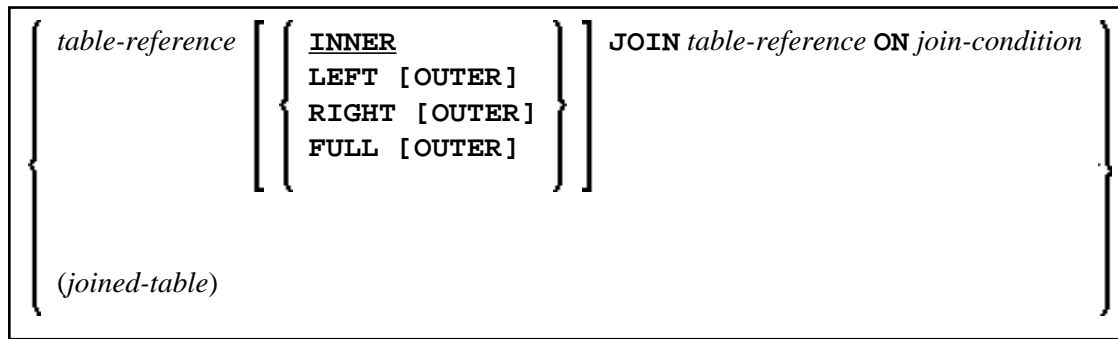 table-reference [ { INNER } ] JOIN table-reference ON join-condition
LEFT [OUTER]
RIGHT [OUTER]
FULL [OUTER]
(joined-table)